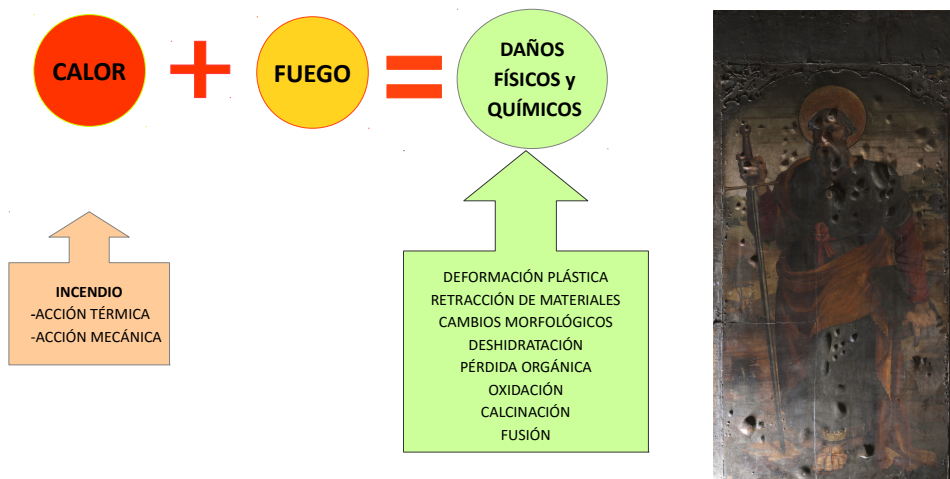 CALOR
+
FUEGO
=
DAÑOS
FÍSICOS y
QUÍMICOS
INCENDIO
-ACCIÓN TÉRMICA
-ACCIÓN MECÁNICA
DEFORMACIÓN PLÁSTICA
RETRACCIÓN DE MATERIALES
CAMBIOS MORFOLÓGICOS
DESHIDRATACIÓN
PÉRDIDA ORGÁNICA
OXIDACIÓN
CALCINACIÓN
FUSIÓN